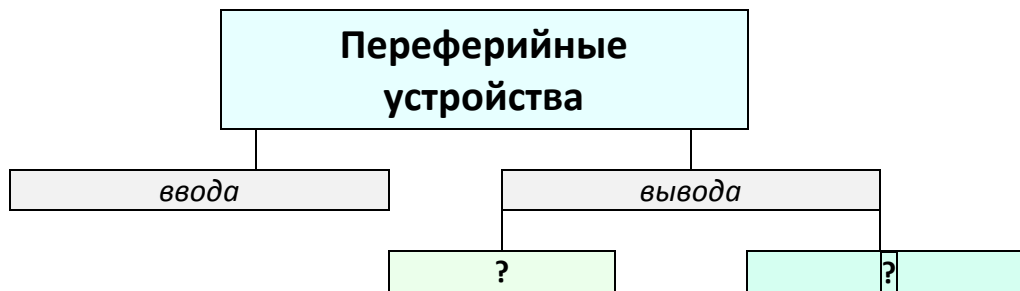 Переферийные
устройства
ввода
вывода
?
?